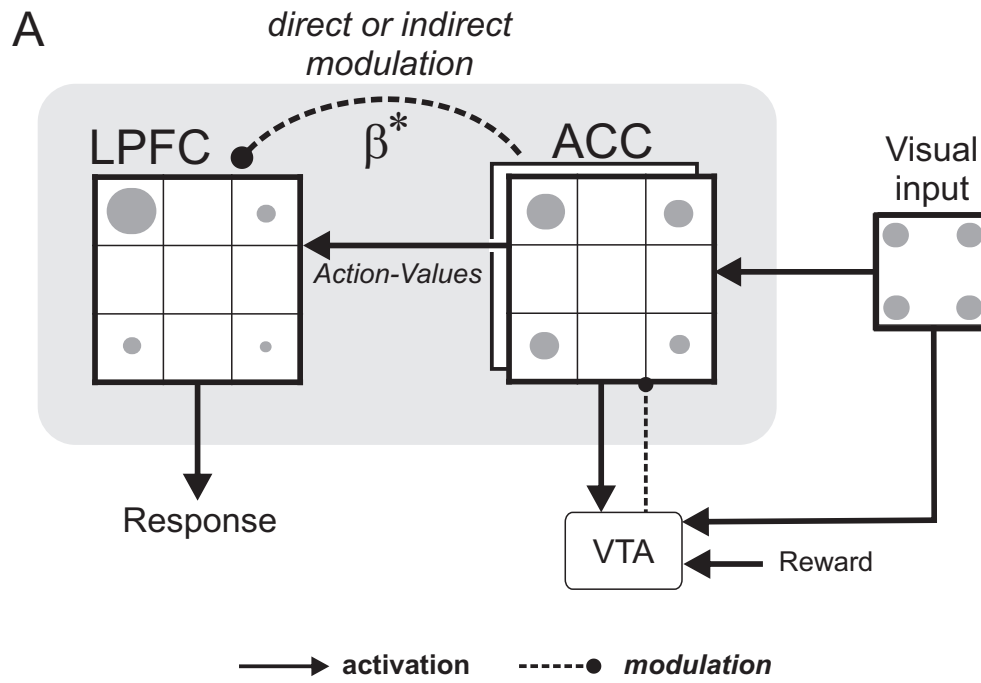 A
direct or indirect
modulation
β*
LPFC
ACC
Visual
input
Action-Values
Response
VTA
Reward
activation
modulation